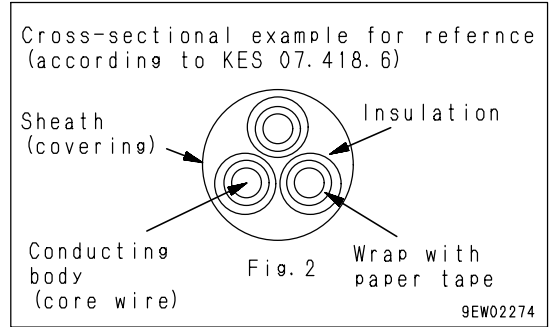 Cross-sectional example for refernce
(according to KES 07.418.6)
Sheath
(covering)
Insulation
Conducting
body
(core wire)
Fig. 2
Wrap with
paper tape
9EW02274